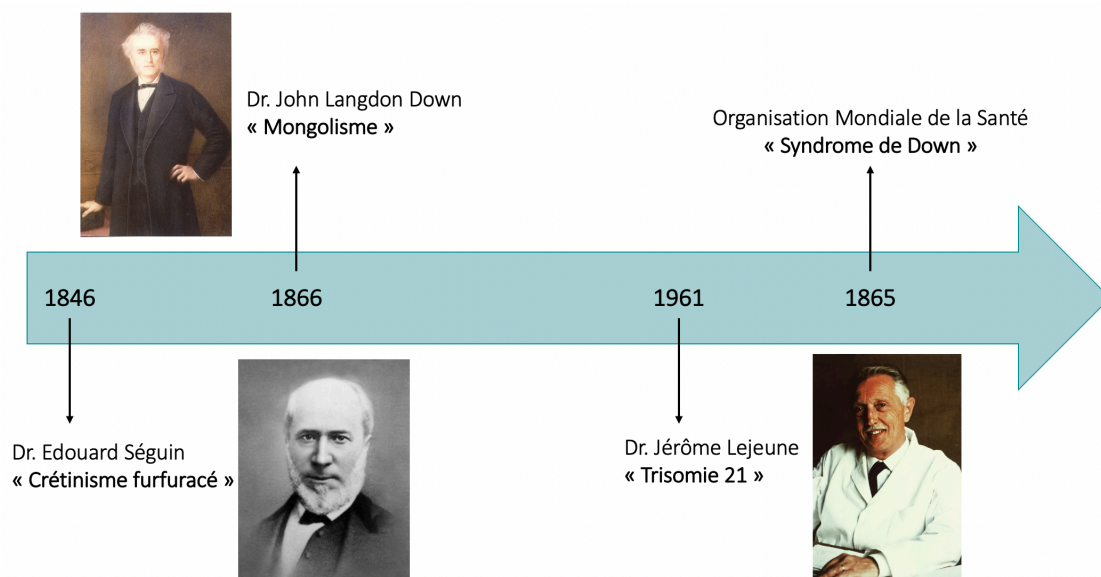 Dr. John Langdon Down
« Mongolisme »
Organisation Mondiale de la Santé
« Syndrome de Down »
1846
1866
1961
1865
Dr. Edouard Séguin
« Crétinisme furfuracé »
Dr. Jérôme Lejeune
« Trisomie 21 »